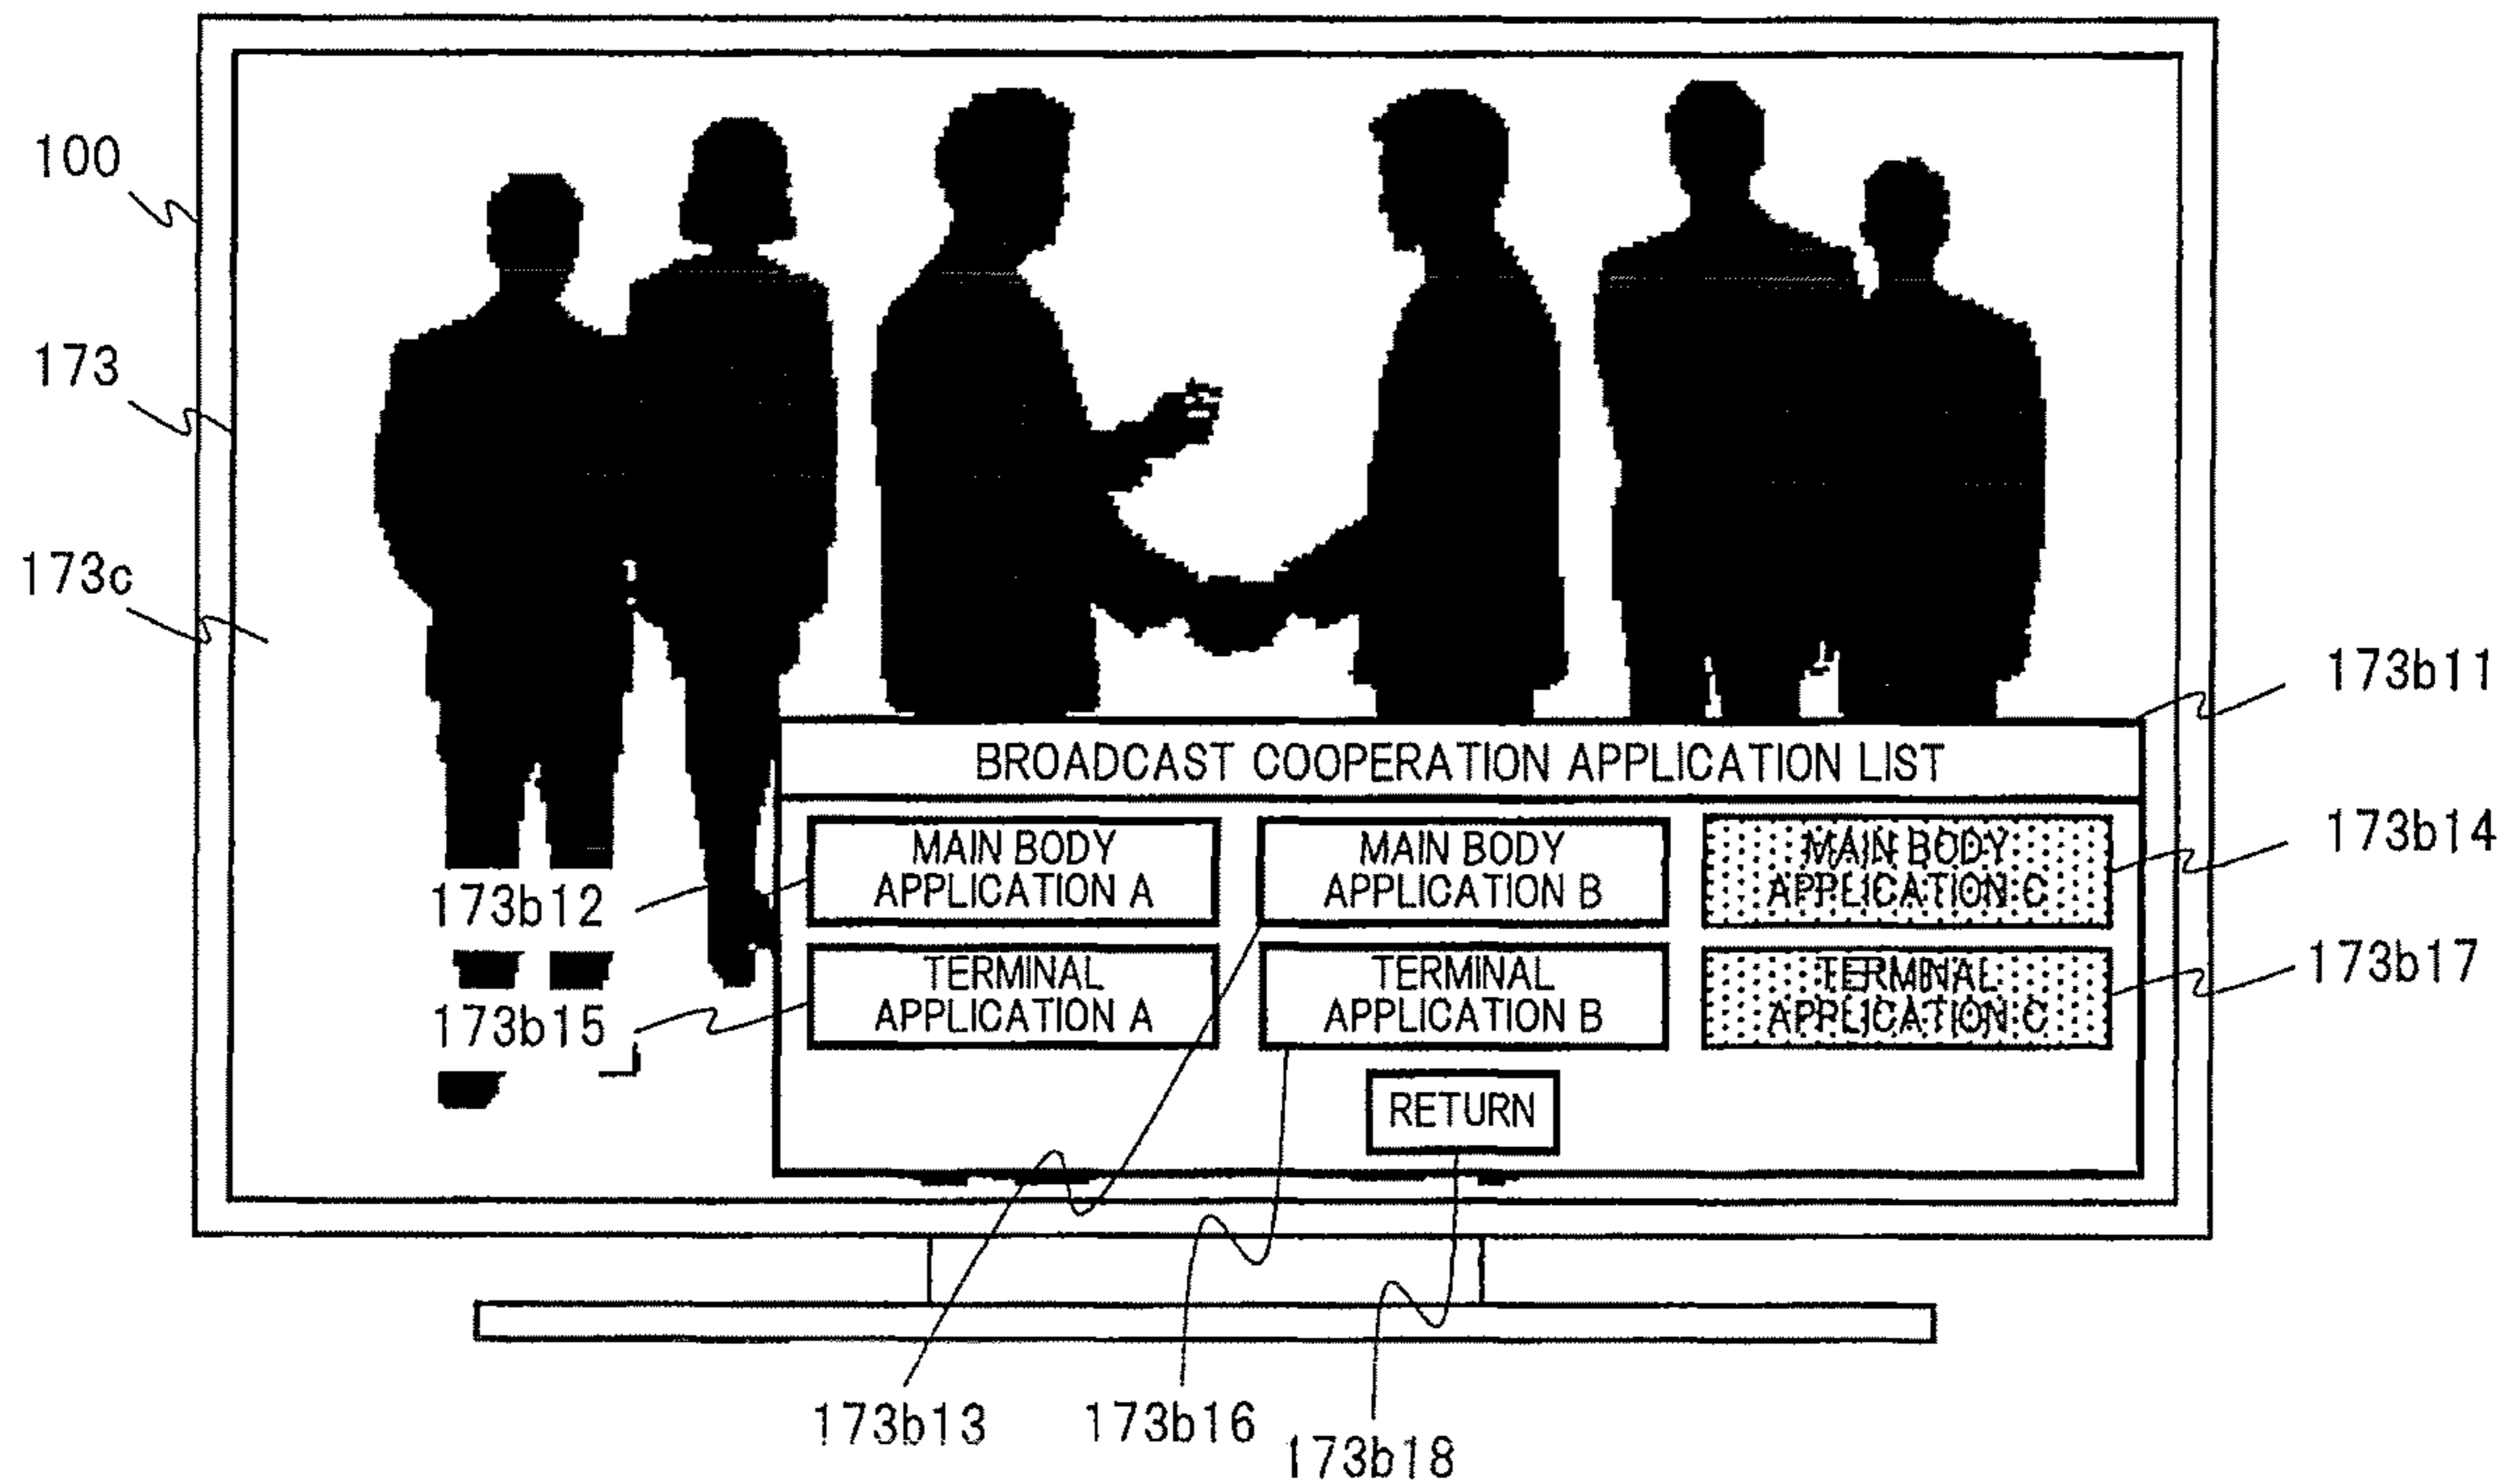 100
173
173c
173b11
BROADCAST COOPERATION APPLICATION LIST
MAIN BODY
APPLICATION A
MAIN BODY
APPLICATION B
MAIN BODY
APPLICATION C
173b14
173b12
TERMINAL
APPLICATION A
TERMINAL
APPLICATION B
TERMINAL
APPLICATION C
173b17
173b15
RETURN
173b13
173b16
173b18